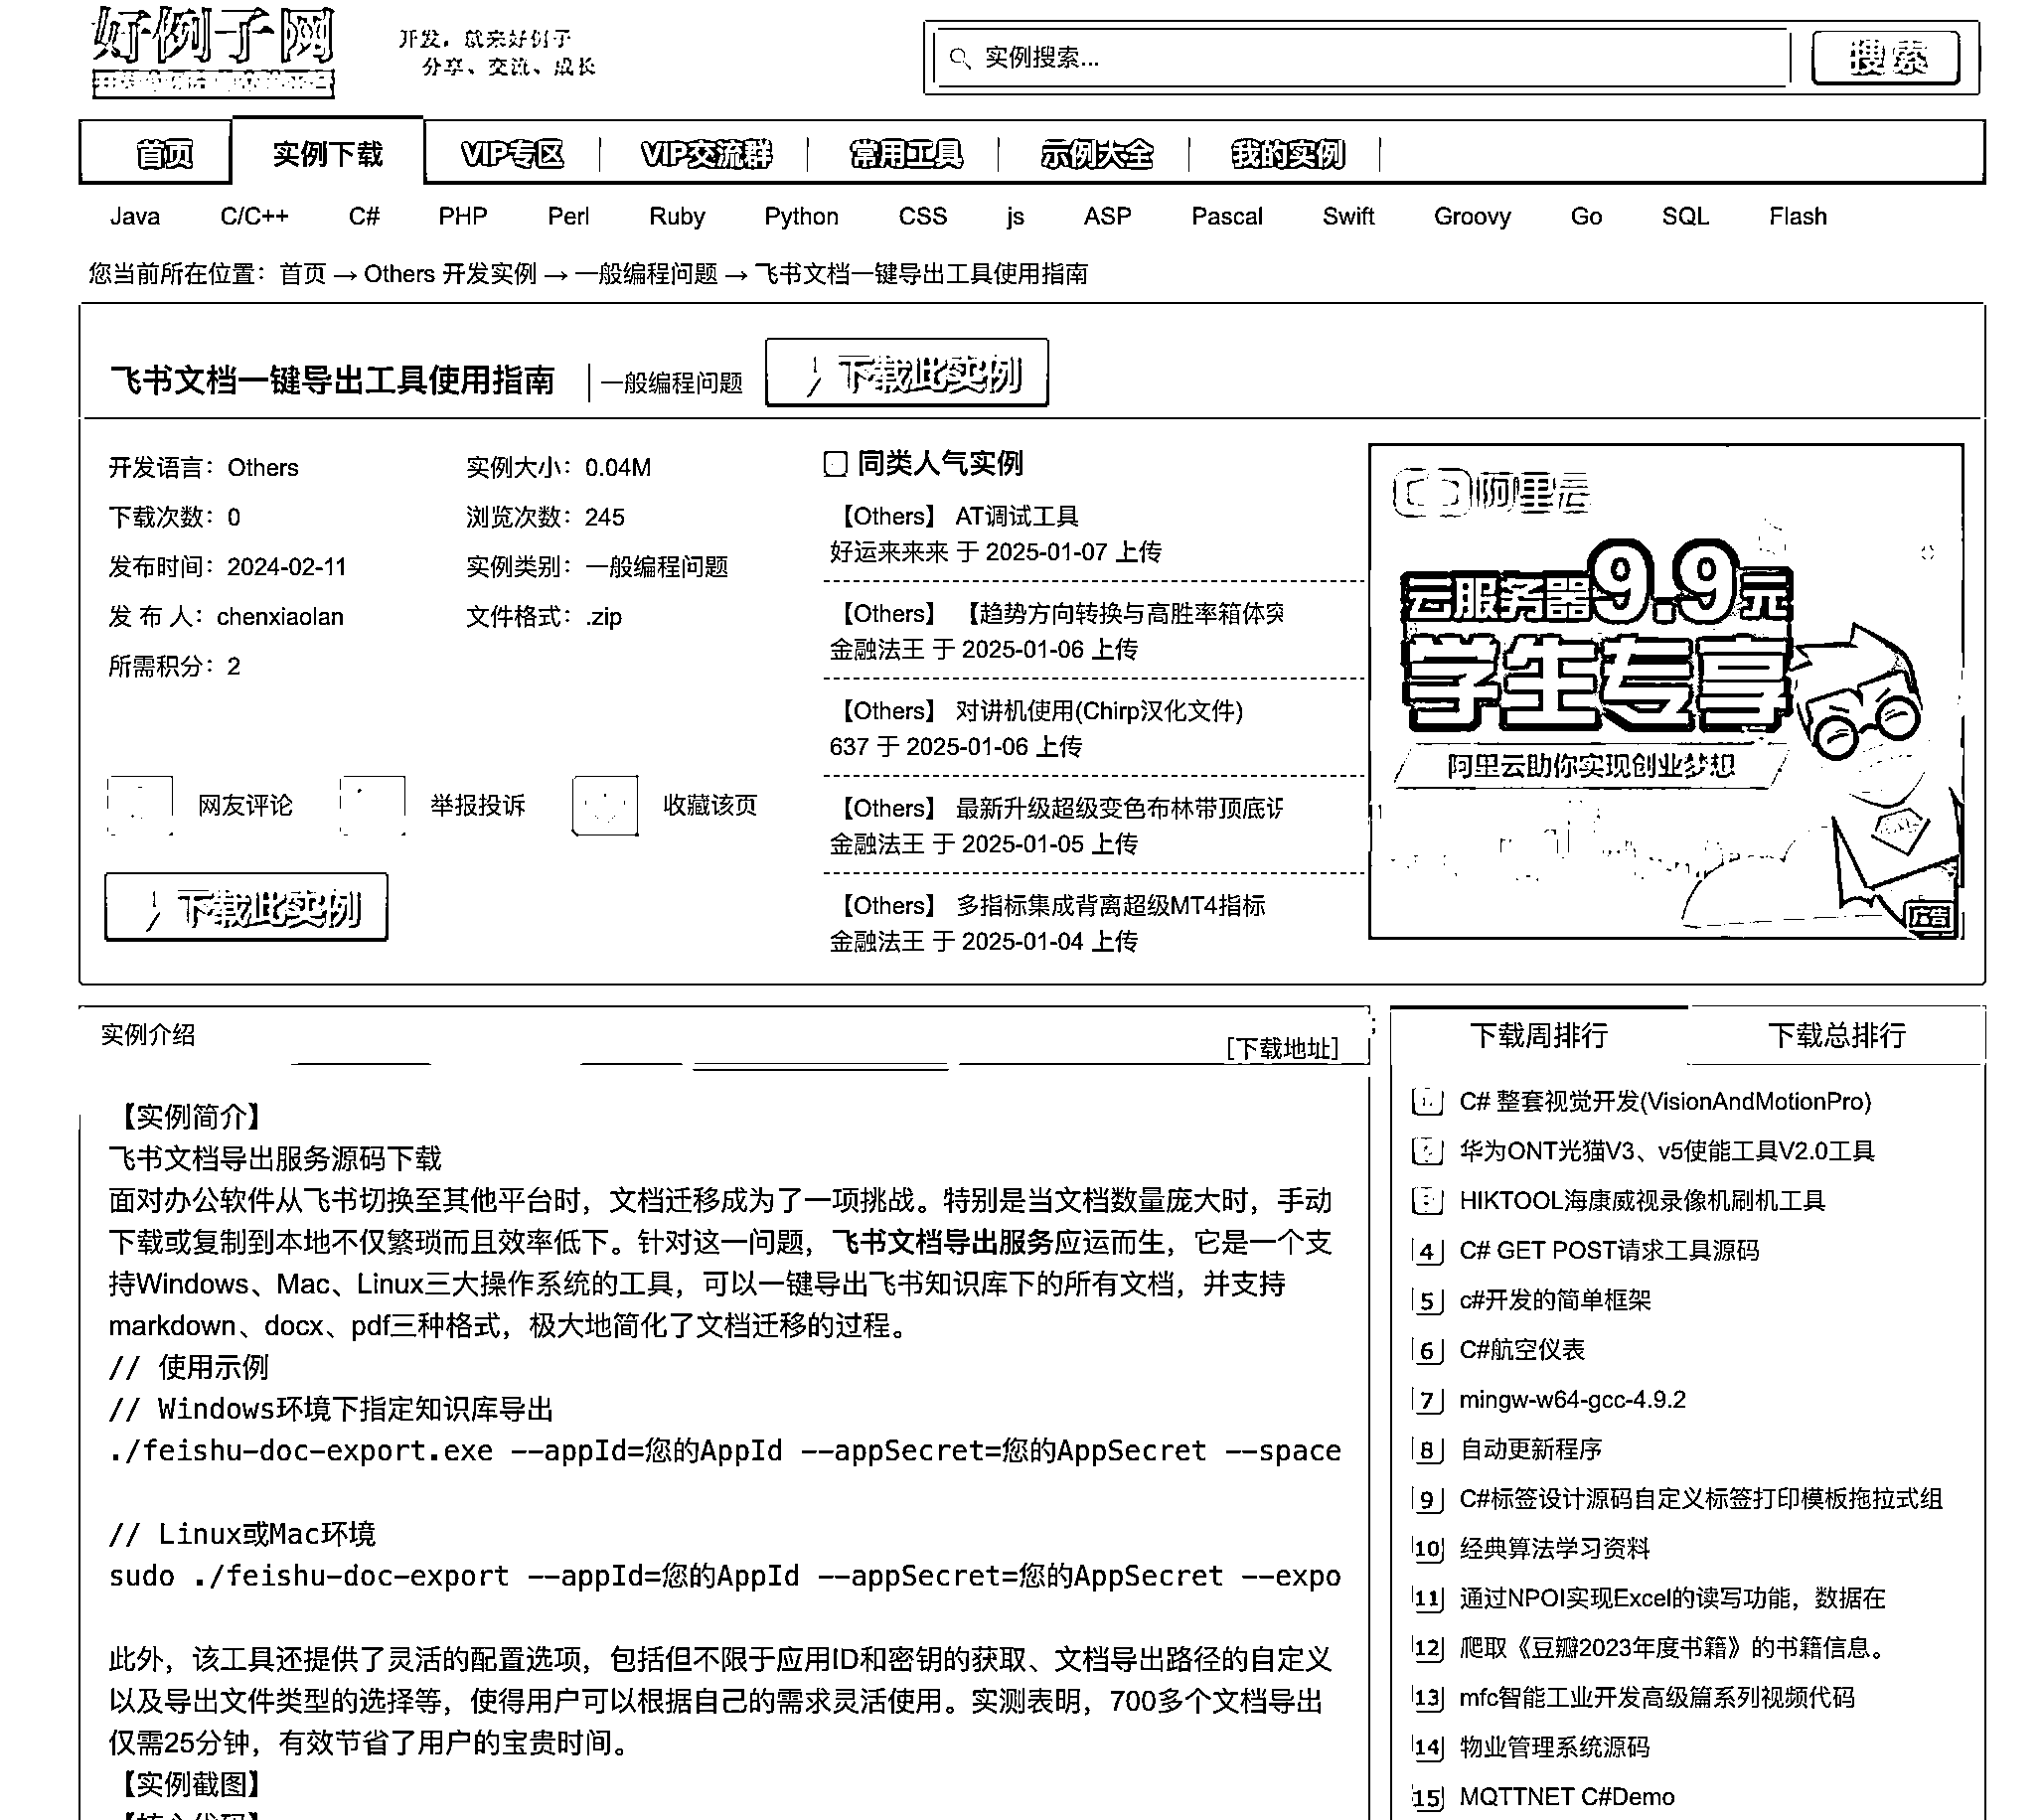 好例子网
开发，就来好例子
分享、交流、成长
实例搜索...
搜索
首页 实例下载 VIP专区 VIP交流群 常用工具 示例大全 我的实例
Java C/C++ C# PHP Perl Ruby Python CSS js ASP Pascal Swift Groovy Go SQL Flash
您当前所在位置：首页 → Others 开发实例 → 一般编程问题 → 飞书文档一键导出工具使用指南
飞书文档一键导出工具使用指南 一般编程问题 下载此实例
开发语言：Others 实例大小：0.04M
下载次数：0 浏览次数：245
发布时间：2024-02-11 实例类别：一般编程问题
发 布 人：chenxiaolan 文件格式：.zip
所需积分：2
网友评论 举报投诉 收藏该页
下载此实例
同类人气实例
【Others】 AT调试工具
好运来来来 于 2025-01-07 上传
【Others】 【趋势方向转换与高胜率箱体突
金融法王 于 2025-01-06 上传
【Others】 对讲机使用(Chirp汉化文件)
637 于 2025-01-06 上传
【Others】 最新升级超级变色布林带顶底
金融法王 于 2025-01-05 上传
【Others】 多指标集成背离超级MT4指标
金融法王 于 2025-01-04 上传
阿里云
云服务器9.9元
学生专享
阿里云助你实现创业梦想
广告
实例介绍
[下载地址]
【实例简介】
飞书文档导出服务源码下载
面对办公软件从飞书切换至其他平台时，文档迁移成为了一项挑战。特别是当文档数量庞大时，手动
下载或复制到本地不仅繁琐而且效率低下。针对这一问题，飞书文档导出服务应运而生，它是一个支
持Windows、Mac、Linux三大操作系统的工具，可以一键导出飞书知识库下的所有文档，并支持
markdown、docx、pdf三种格式，极大地简化了文档迁移的过程。
// 使用示例
// Windows环境下指定知识库导出
./feishu-doc-export.exe --appId=您的AppId --appSecret=您的AppSecret --space
// Linux或Mac环境
sudo ./feishu-doc-export --appId=您的AppId --appSecret=您的AppSecret --expo
此外，该工具还提供了灵活的配置选项，包括但不限于应用ID和密钥的获取、文档导出路径的自定义
以及导出文件类型的选择等，使得用户可以根据自己的需求灵活使用。实测表明，700多个文档导出
仅需25分钟，有效节省了用户的宝贵时间。
【实例截图】
【核心代码】
下载周排行 下载总排行
C# 整套视觉开发(VisionAndMotionPro)
华为ONT光猫V3、v5使能工具V2.0工具
HIKTOOL海康威视录像机刷机工具
4 C# GET POST请求工具源码
5 c#开发的简单框架
6 C#航空仪表
7 mingw-w64-gcc-4.9.2
8 自动更新程序
9 C#标签设计源码自定义标签打印模板拖拉式组
10 经典算法学习资料
11 通过NPOI实现Excel的读写功能，数据在
12 爬取《豆瓣2023年度书籍》的书籍信息。
13 mfc智能工业开发高级篇系列视频代码
14 物业管理系统源码
15 MQTTNET C#Demo